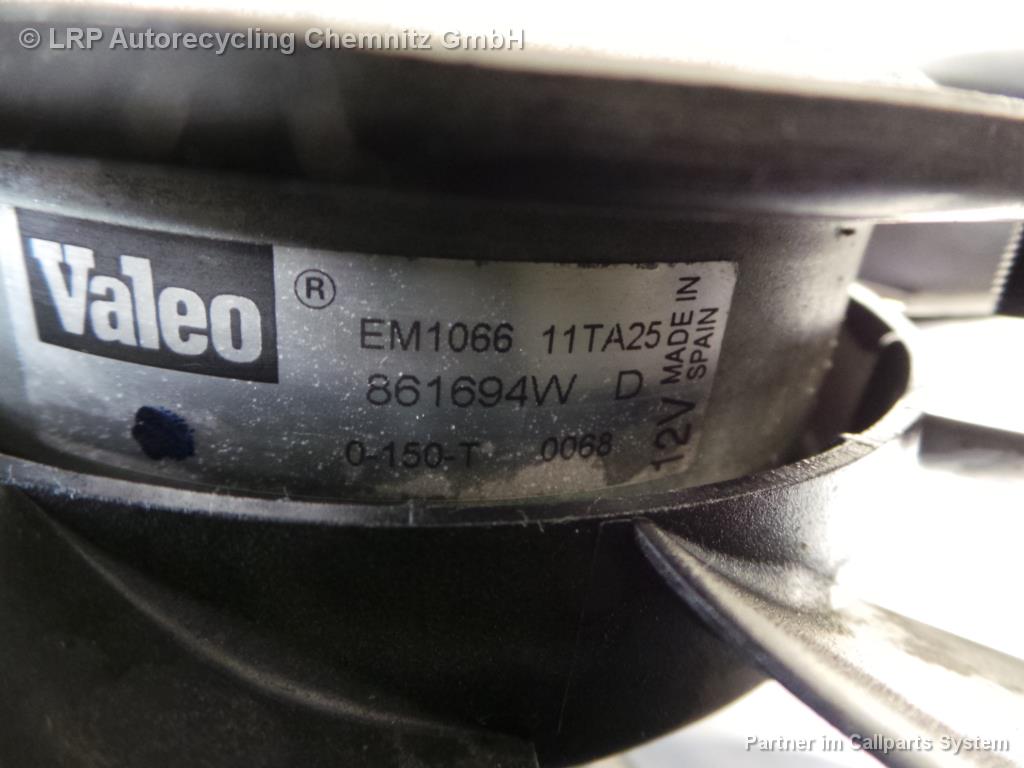 © LRP Autorecycling Chemnitz GmbH
Valeo ®
EM1066 11TA25
861694W D
0-150-T 0068
12V MADE IN
SPAIN
Partner im Callparts System